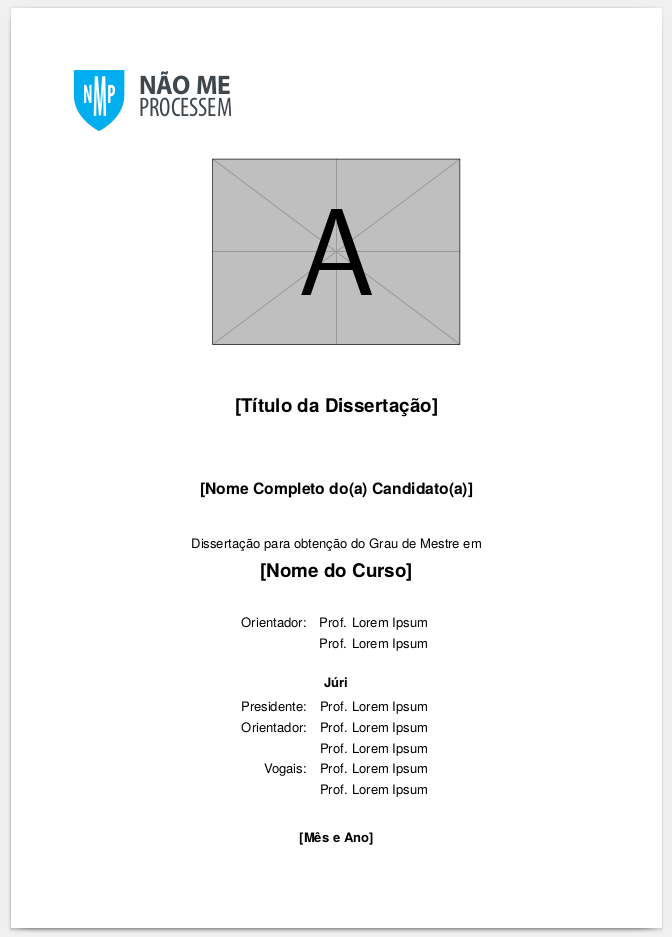 NMP
NÃO ME
PROCESSEM
A
[Título da Dissertação]
[Nome Completo do(a) Candidato(a)]
Dissertação para obtenção do Grau de Mestre em
[Nome do Curso]
Orientador: Prof. Lorem Ipsum
Prof. Lorem Ipsum
Júri
Presidente: Prof. Lorem Ipsum
Orientador: Prof. Lorem Ipsum
Prof. Lorem Ipsum
Vogais: Prof. Lorem Ipsum
Prof. Lorem Ipsum
[Mês e Ano]